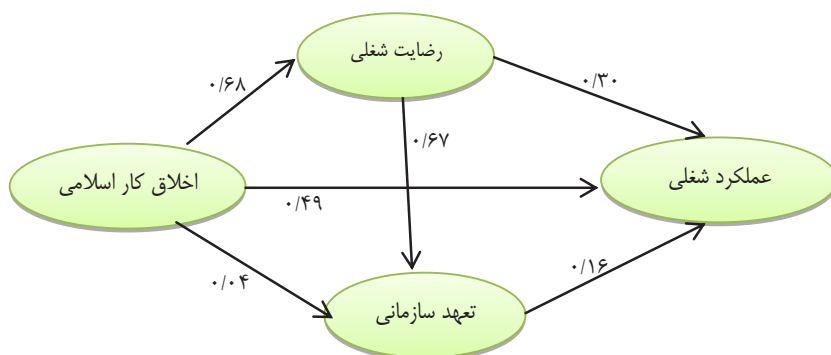 رضایت شغلی
۰/۶۸
۰/۳۰
۰/۶۷
اخلاق کار اسلامی
عملکرد شغلی
۰/۴۹
۰/۰۴
۰/۱۶
تعهد سازمانی